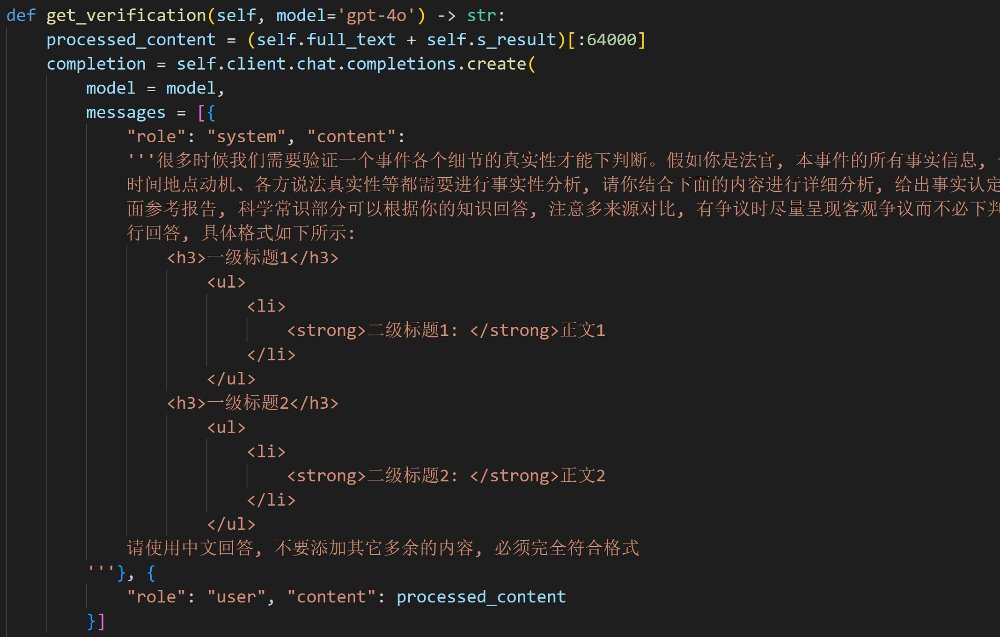 def get_verification(self, model='gpt-4o') -> str:
    processed_content = (self.full_text + self.s_result)[:64000]
    completion = self.client.chat.completions.create(
        model = model,
        messages = [{
            "role": "system", "content":
            '''很多时候我们需要验证一个事件各个细节的真实性才能下判断。假如你是法官, 本事件的所有事实信息,
            时间地点动机、各方说法真实性等都需要进行事实性分析, 请你结合下面的内容进行详细分析, 给出事实认定
            面参考报告, 科学常识部分可以根据你的知识回答, 注意多来源对比, 有争议时尽量呈现客观争议而不必下判
            行回答, 具体格式如下所示:
                <h3>一级标题1</h3>
                    <ul>
                        <li>
                            <strong>二级标题1: </strong>正文1
                        </li>
                    </ul>
                <h3>一级标题2</h3>
                    <ul>
                        <li>
                            <strong>二级标题2: </strong>正文2
                        </li>
                    </ul>
            请使用中文回答, 不要添加其它多余的内容, 必须完全符合格式
        '''}, {
            "role": "user", "content": processed_content
        }]